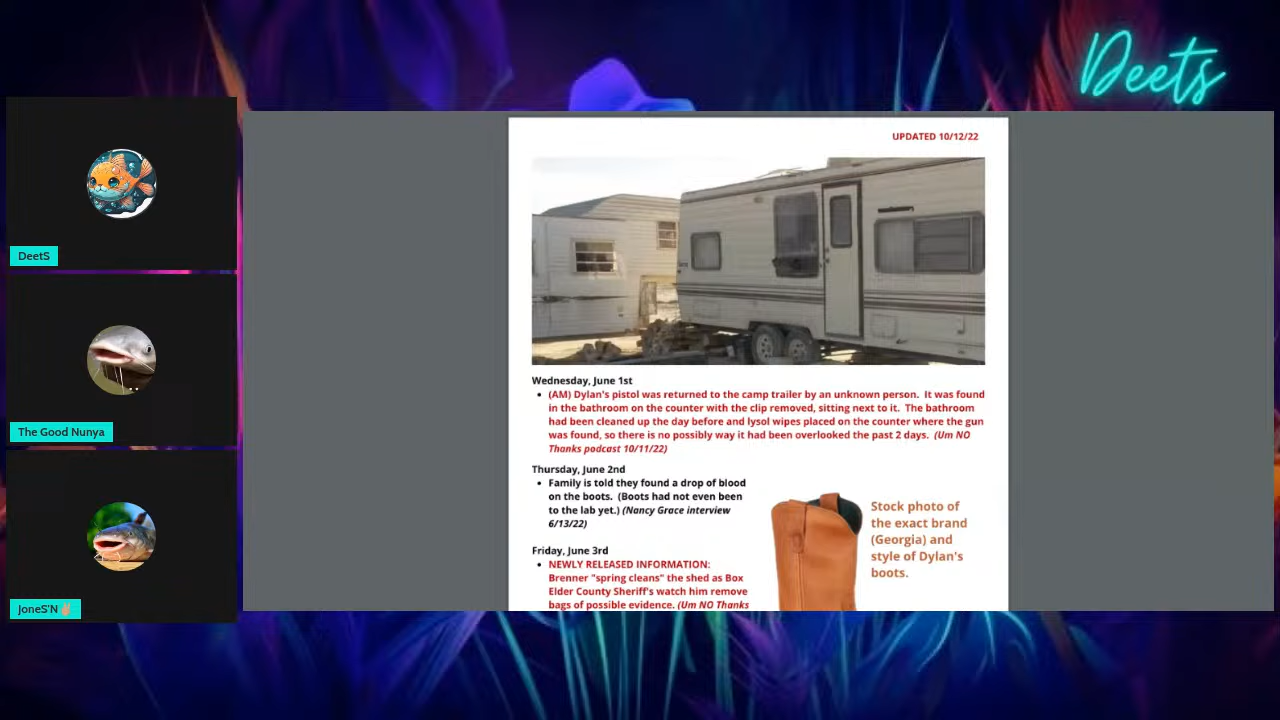 Deets
DeetS
The Good Nunya
JoneS'N✌🏼
UPDATED 10/12/22
Wednesday, June 1st
• (AM) Dylan's pistol was returned to the camp trailer by an unknown person.  It was found
in the bathroom on the counter with the clip removed, sitting next to it.  The bathroom
had been cleaned up the day before and lysol wipes placed on the counter where the gun
was found, so there is no possibly way it had been overlooked the past 2 days.  (Um NO
Thanks podcast 10/11/22)
Thursday, June 2nd
• Family is told they found a drop of blood
on the boots.  (Boots had not even been
to the lab yet.) (Nancy Grace interview
6/13/22)
Stock photo of
the exact brand
(Georgia) and
style of Dylan's
boots.
Friday, June 3rd
• NEWLY RELEASED INFORMATION:
Brenner "spring cleans" the shed as Box
Elder County Sheriff's watch him remove
bags of possible evidence. (Um NO Thanks